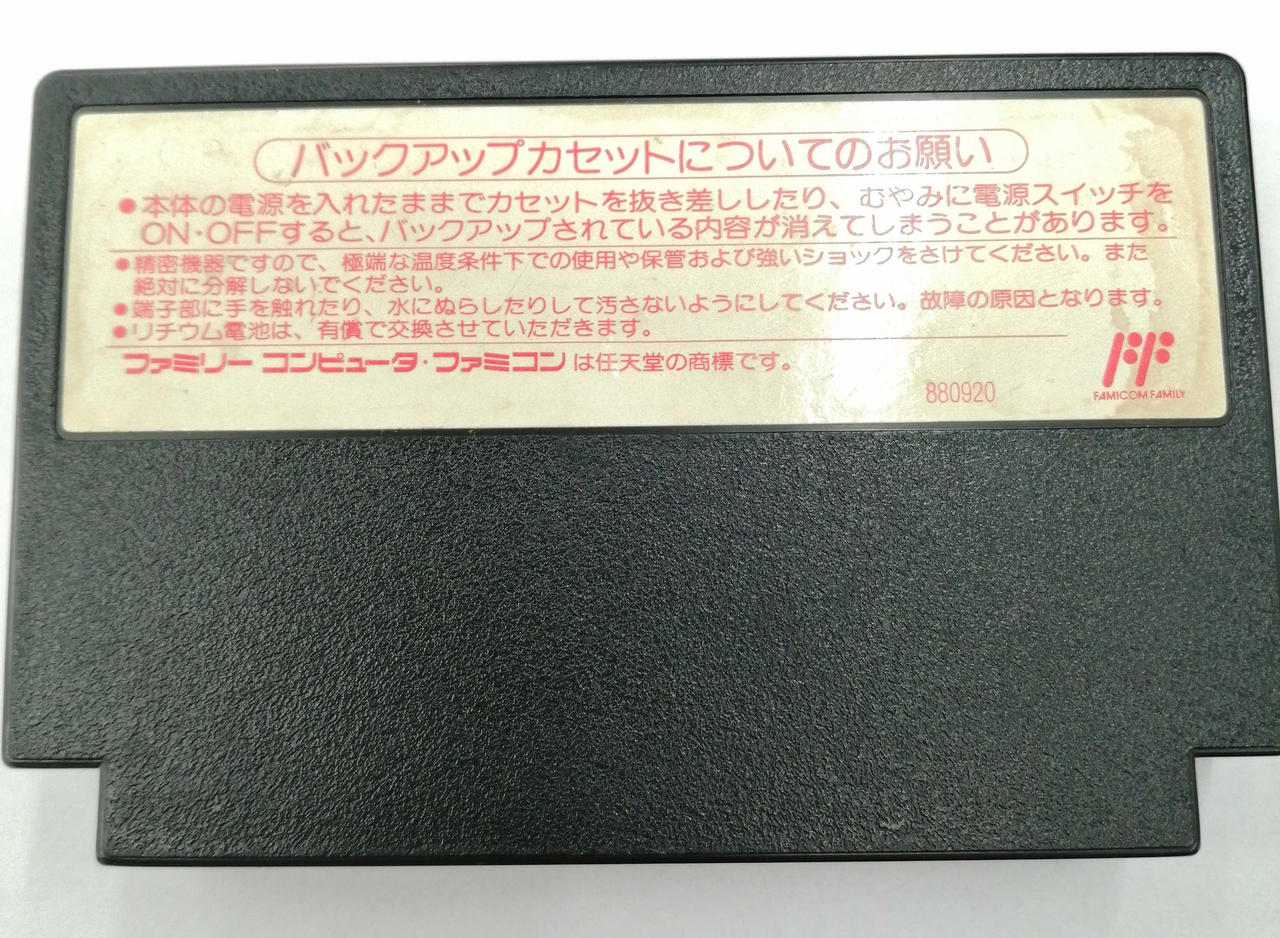 バックアップカセットについてのお願い
●本体の電源を入れたままでカセットを抜き差ししたり、むやみに電源スイッチを
ON・OFFすると、バックアップされている内容が消えてしまうことがあります。
●精密機器ですので、極端な温度条件下での使用や保管および強いショックをさけてください。また
絶対に分解しないでください。
●端子部に手を触れたり、水にぬらしたりして汚さないようにしてください。故障の原因となります。
●リチウム電池は、有償で交換させていただきます。
ファミリーコンピュータ・ファミコンは任天堂の商標です。
880920
FF
FAMICOM FAMILY